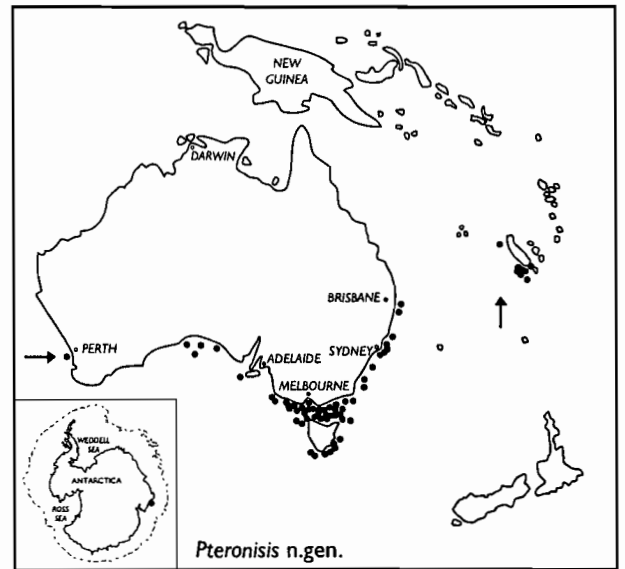 NEW
GUINEA
DARWIN
BRISBANE
PERTH
ADELAIDE
SYDNEY
MELBOURNE
WEDDELL
SEA
ANTARCTICA
ROSS
SEA
Pteronisis n.gen.